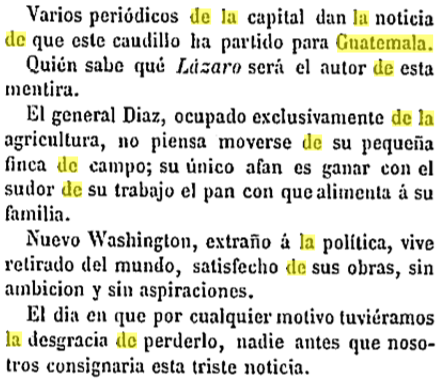 Varios periódicos de la capital dan la noticia
de que este caudillo ha partido para Guatemala.
Quién sabe qué Lázaro será el autor de esta
mentira.
El general Diaz, ocupado exclusivamente de la
agricultura, no piensa moverse de su pequeña
finca de campo; su único afan es ganar con el
sudor de su trabajo el pan con que alimenta á su
familia.
Nuevo Washington, extraño á la política, vive
retirado del mundo, satisfecho de sus obras, sin
ambicion y sin aspiraciones.
El dia en que por cualquier motivo tuviéramos
la desgracia de perderlo, nadie antes que noso-
tros consignaria esta triste noticia.